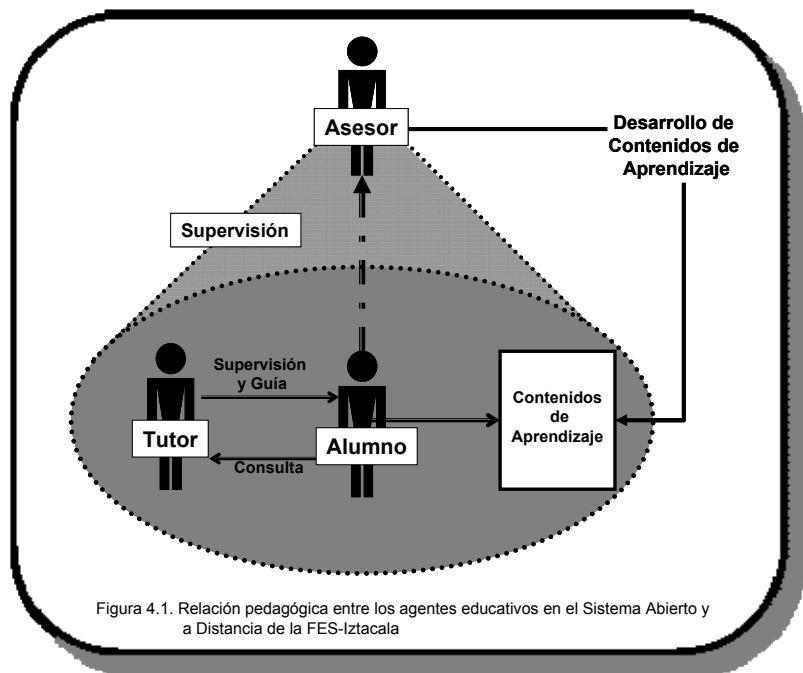 Asesor
Desarrollo de
Contenidos de
Aprendizaje
Supervisión
Supervisión
y Guía
Tutor
Alumno
Consulta
Contenidos
de
Aprendizaje
Figura 4.1. Relación pedagógica entre los agentes educativos en el Sistema Abierto y
a Distancia de la FES-Iztacala